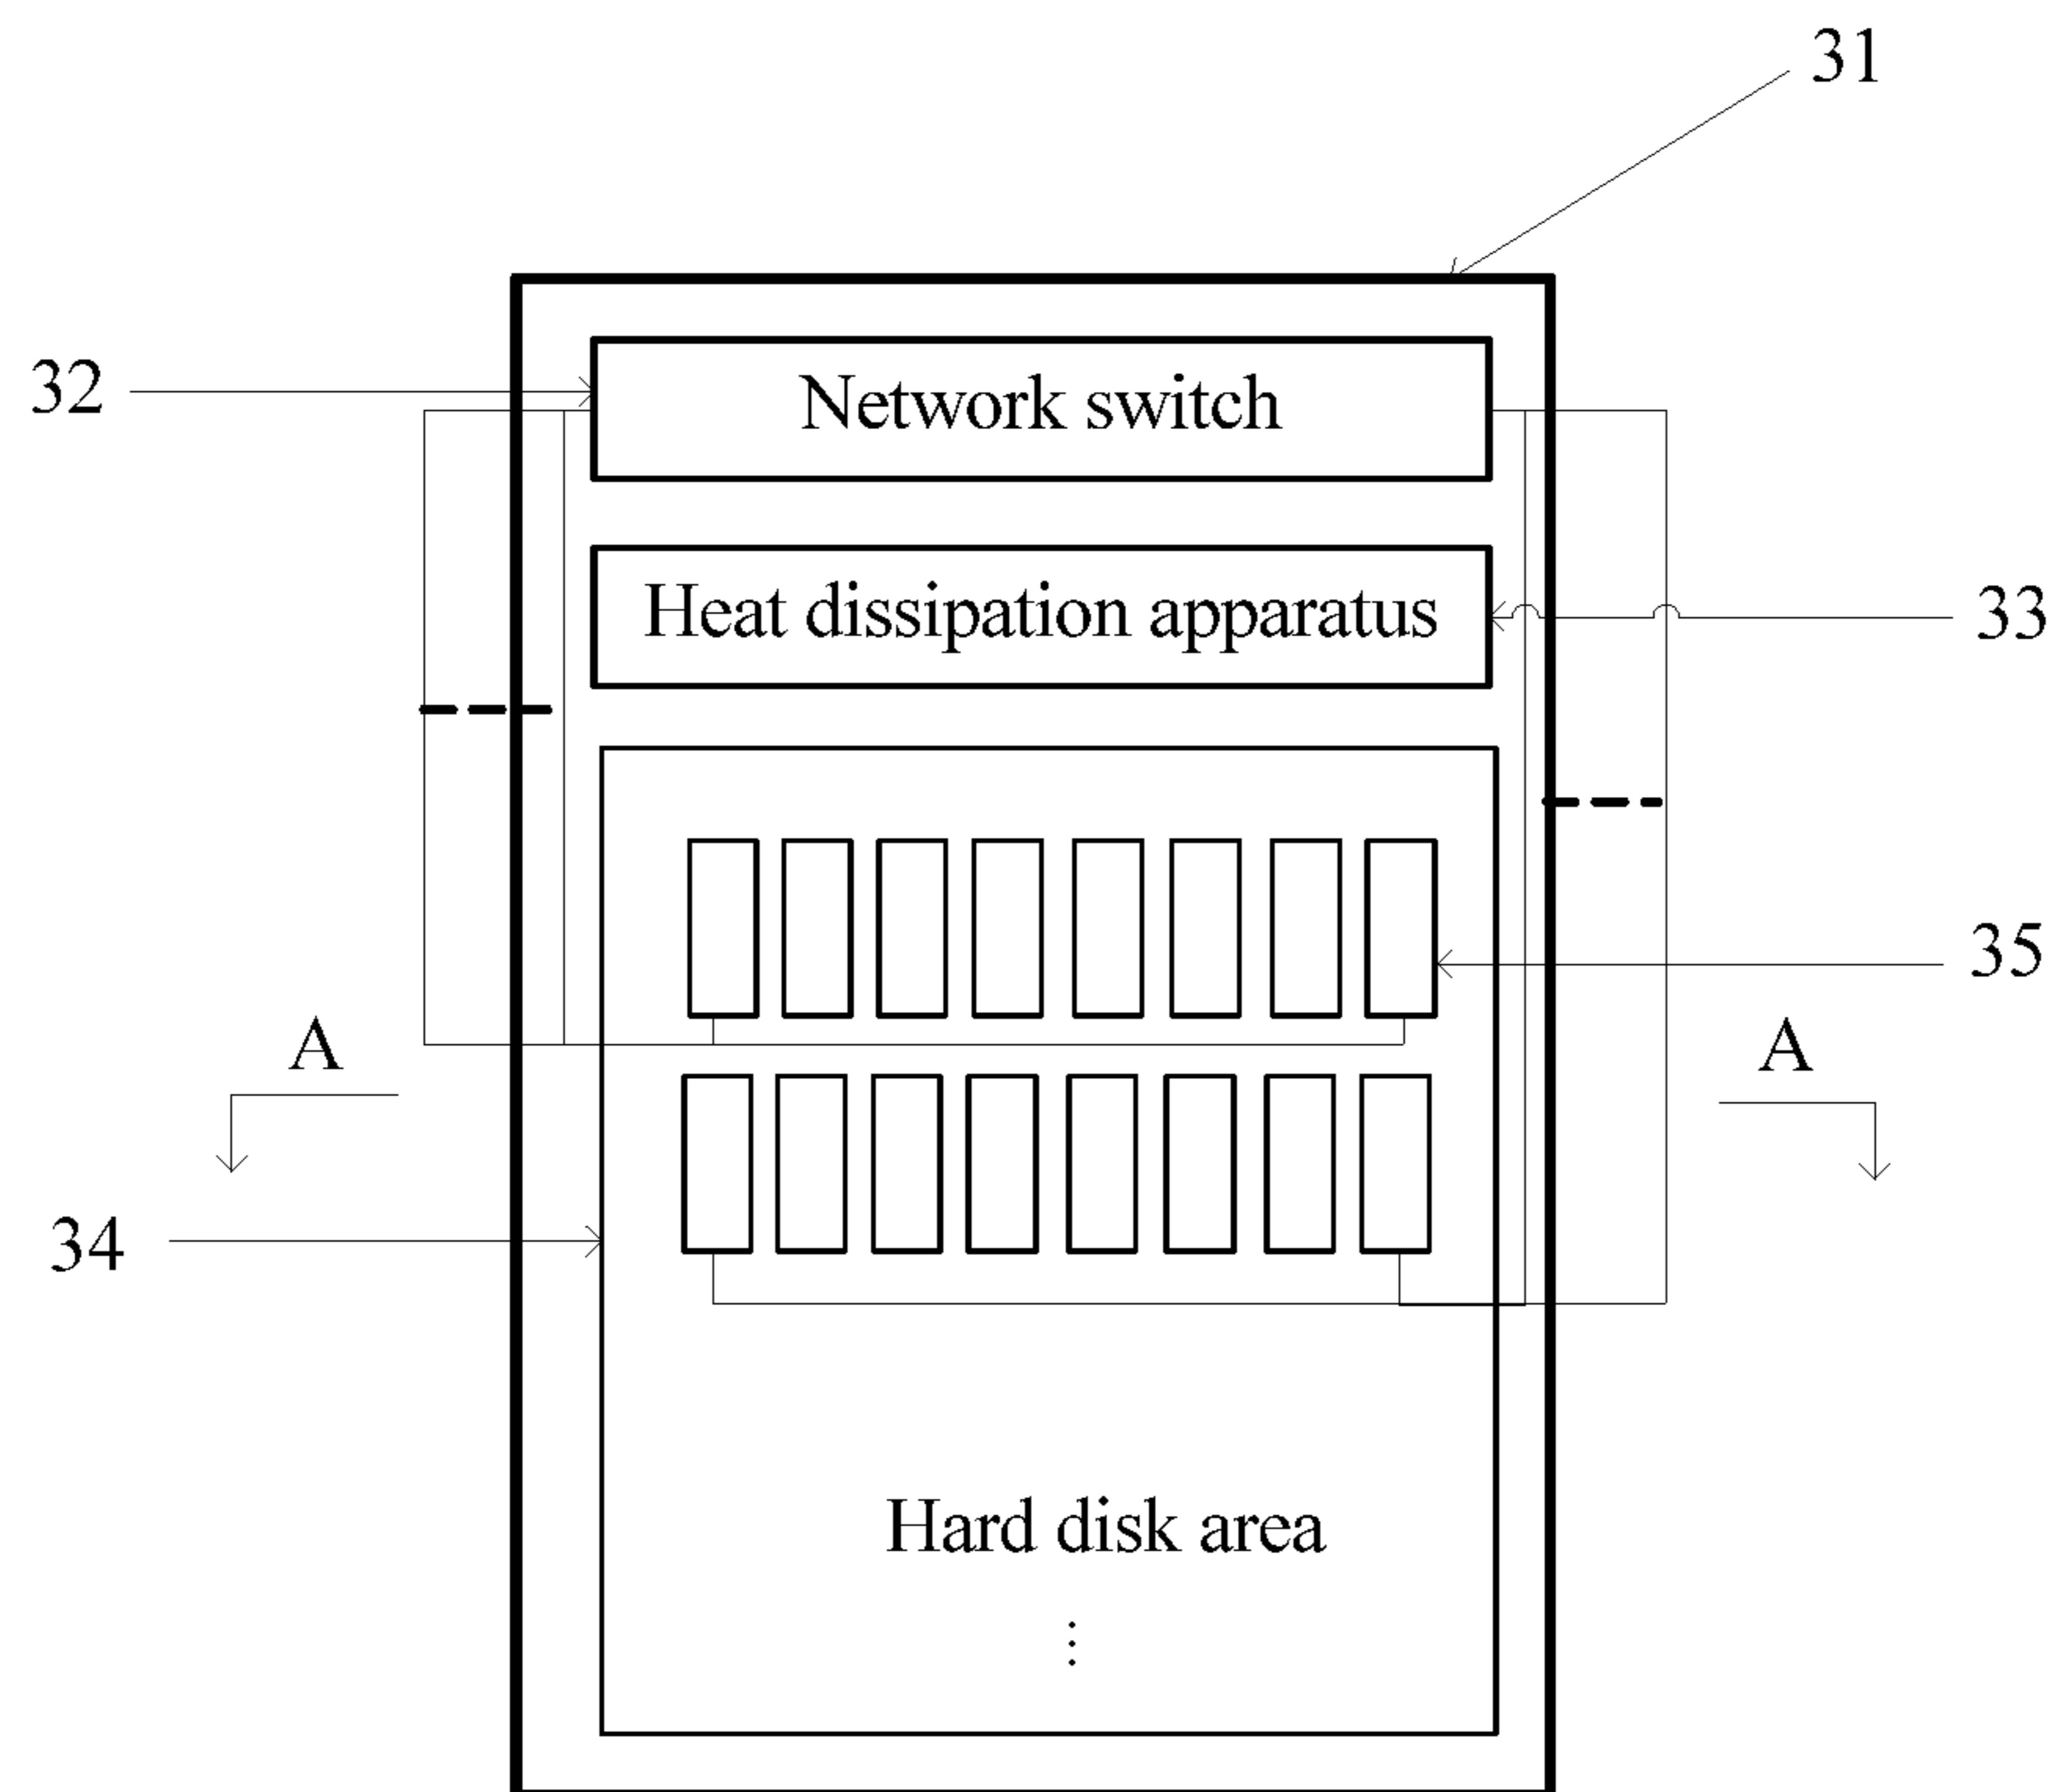 31
32
Network switch
Heat dissipation apparatus
33
35
A
A
34
Hard disk area
⋮